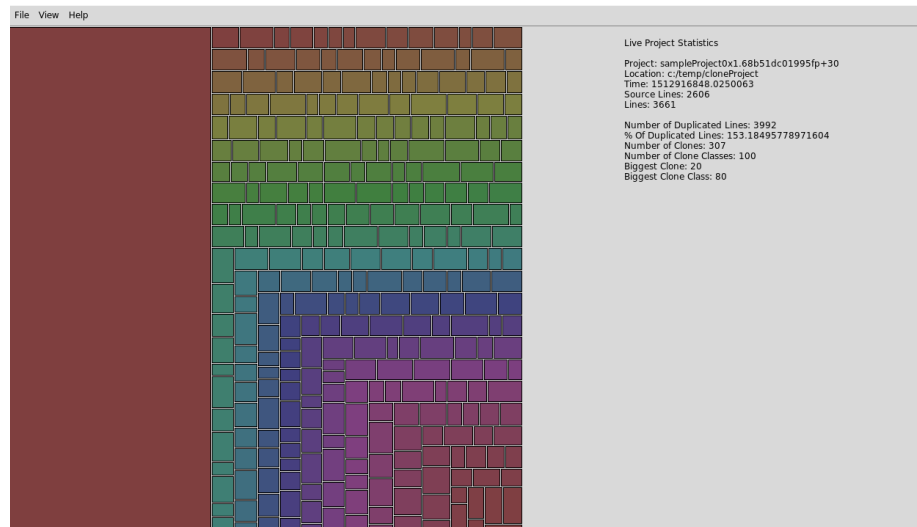 File View Help
Live Project Statistics
Project: sampleProject0x1.68b51dc01995fp+30
Location: c:/temp/cloneProject
Time: 1512916848.0250063
Source Lines: 2606
Lines: 3661
Number of Duplicated Lines: 3992
% Of Duplicated Lines: 153.18495778971604
Number of Clones: 307
Number of Clone Classes: 100
Biggest Clone: 20
Biggest Clone Class: 80